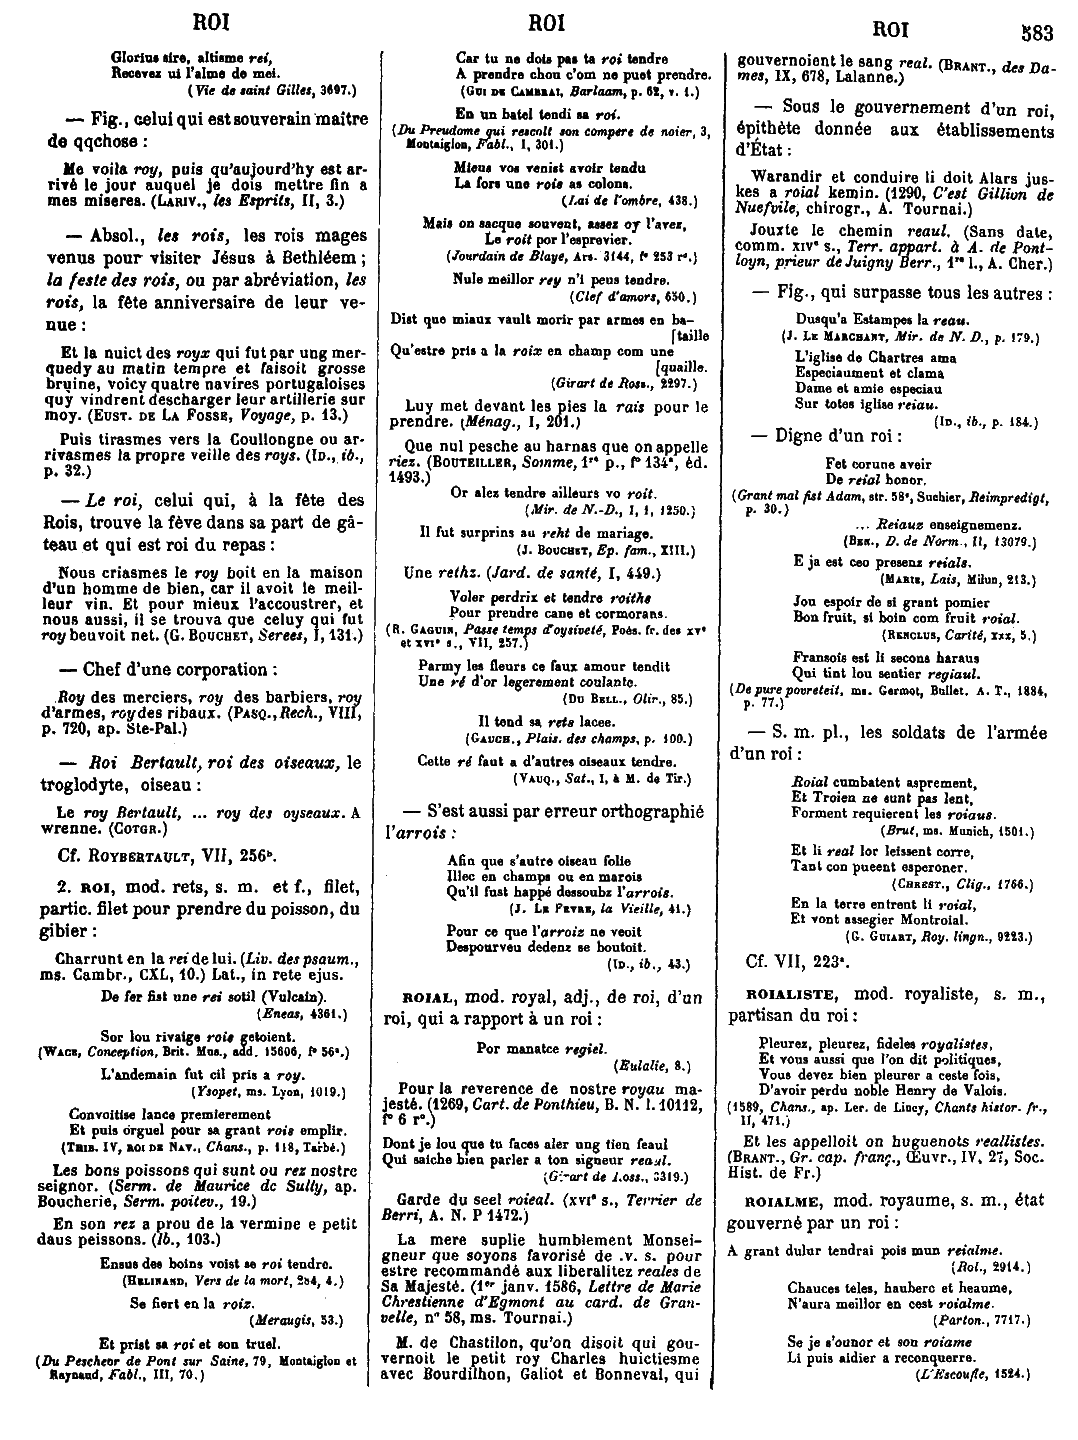 ROI
ROI
ROI
583
Glorius sire, altisme rei,
Recevez ui l'alme de mei.
(Vie de saint Gilles, 3697.)
— Fig., celui qui est souverain maître
de qqchose :
Me voila roy, puis qu'aujourd'hy est ar-
rivé le jour auquel je dois mettre fin a
mes miseres. (LARIV., les Esprits, II, 3.)
— Absol., les rois, les rois mages
venus pour visiter Jésus à Bethléem ;
la feste des rois, ou par abréviation, les
rois, la fête anniversaire de leur ve-
nue :
Et la nuict des royx qui fut par ung mer-
quedy au matin tempre et faisoit grosse
bruine, voicy quatre navires portugaloises
quy vindrent descharger leur artillerie sur
moy. (EUST. DE LA FOSSE, Voyage, p. 13.)
Puis tirasmes vers la Coullongne ou ar-
rivasmes la propre veille des roys. (ID., ib.,
p. 32.)
— Le roi, celui qui, à la fête des
Rois, trouve la fève dans sa part de gâ-
teau et qui est roi du repas :
Nous criasmes le roy boit en la maison
d'un homme de bien, car il avoit le meil-
leur vin. Et pour mieux l'accoustrer, et
nous aussi, il se trouva que celuy qui fut
roy beuvoit net. (G. BOUCHET, Serees, I, 131.)
— Chef d'une corporation :
Roy des merciers, roy des barbiers, roy
d'armes, roy des ribaux. (PASQ., Rech., VIII,
p. 720, ap. Ste-Pal.)
— Roi Bertault, roi des oiseaux, le
troglodyte, oiseau :
Le roy Bertault, ... roy des oyseaux. A
wrenne. (COTGR.)
Cf. ROYBERTAULT, VII, 256ᵇ.
2. ROI, mod. rets, s. m. et f., filet,
partic. filet pour prendre du poisson, du
gibier :
Charrunt en la rei de lui. (Liv. des psaum.,
ms. Cambr., CXL, 10.) Lat., in rete ejus.
De fer fist une rei sotil (Vulcain).
(Eneas, 4361.)
Sor lou rivaige rois getoient.
(WACE, Conception, Brit. Mus., add. 15606, fº 56ª.)
L'andemain fut cil pris a roy.
(Ysopet, ms. Lyon, 1019.)
Convoitise lance premierement
Et puis orguel pour sa grant rois emplir.
(THIB. IV, ROI DE NAV., Chans., p. 118, Tarbé.)
Les bons poissons qui sunt ou rez nostre
seignor. (Serm. de Maurice de Sully, ap.
Boucherie, Serm. poitev., 19.)
En son rez a prou de la vermine e petit
daus peissons. (Ib., 103.)
Ensus des boins voist se roi tendre.
(HELINAND, Vers de la mort, 284, 4.)
Se fiert en la roiz.
(Meraugis, 53.)
Et prist sa roi et son truel.
(Du Pescheor de Pont sur Saine, 79, Montaiglon et
Raynaud, Fabl., III, 70.)
Car tu ne dois pas ta roi tendre
A prendre chou c'om ne puet prendre.
(GUI DE CAMBRAI, Barlaam, p. 62, v. 1.)
En un batel tendi sa roi.
(Du Preudome qui rescolt son compere de noier, 3,
Montaiglon, Fabl., I, 301.)
Mieus vos venist avoir tendu
La fors une rois as colons.
(Lai de l'ombre, 438.)
Mais on sacque souvent, assez oy l'avez,
Le roit por l'esprevier.
(Jourdain de Blaye, Ars. 3144, fº 253 rº.)
Nule meillor rey n'i peus tendre.
(Clef d'amors, 650.)
Dist que miaux vault morir par armes en ba-
[taille
Qu'estre pris a la roix en champ com une
[quaille.
(Girart de Ross., 2297.)
Luy met devant les pies la rais pour le
prendre. (Ménag., I, 201.)
Que nul pesche au harnas que on appelle
riez. (BOUTEILLER, Somme, 1ʳᵉ p., fº 134ª, éd.
1493.)
Or alez tendre ailleurs vo roit.
(Mir. de N.-D., I, 1, 1250.)
Il fut surprins au reht de mariage.
(J. BOUCHET, Ep. fam., XIII.)
Une rethz. (Jard. de santé, I, 449.)
Voler perdrix et tendre roiths
Pour prendre cane et cormorans.
(R. GAGUIN, Passe temps d'oysiveté, Poés. fr. des XVᵉ
et XVIᵉ s., VII, 257.)
Parmy les fleurs ce faux amour tendit
Une ré d'or legerement coulante.
(DU BELL., Oliv., 85.)
Il tend sa rets lacee.
(GAUCH., Plais. des champs, p. 100.)
Cette ré faut a d'autres oiseaux tendre.
(VAUQ., Sat., I, à M. de Tir.)
— S'est aussi par erreur orthographié
l'arrois :
Afin que s'autre oiseau folie
Illec en champs ou en marois
Qu'il fust happé dessoubz l'arrois.
(J. LE FEVRE, la Vieille, 41.)
Pour ce que l'arroiz ne veoit
Despourveu dedenz se boutoit.
(ID., ib., 43.)
ROIAL, mod. royal, adj., de roi, d'un
roi, qui a rapport à un roi :
Por manatce regiel.
(Eulalie, 8.)
Pour la reverence de nostre royau ma-
jesté. (1269, Cart. de Ponthieu, B. N. l. 10112,
fº 6 rº.)
Dont je lou que tu faces aler ung tien feaul
Qui saiche bien parler a ton signeur reaul.
(Girart de Ross., 3319.)
Garde du seel roieal. (XVIᵉ s., Terrier de
Berri, A. N. P 1472.)
La mere suplie humblement Monsei-
gneur que soyons favorisé de .v. s. pour
estre recommandé aux liberalitez reales de
Sa Majesté. (1ᵉʳ janv. 1586, Lettre de Marie
Chrestienne d'Egmont au card. de Gran-
velle, nº 58, ms. Tournai.)
M. de Chastilon, qu'on disoit qui gou-
vernoit le petit roy Charles huictiesme
avec Bourdilhon, Galiot et Bonneval, qui
gouvernoient le sang real. (BRANT., des Da-
mes, IX, 678, Lalanne.)
— Sous le gouvernement d'un roi,
épithète donnée aux établissements
d'État :
Warandir et conduire li doit Alars jus-
kes a roial kemin. (1290, C'est Gillion de
Nuefvile, chirogr., A. Tournai.)
Jouxte le chemin reaul. (Sans date,
comm. XIVᵉ s., Terr. appart. à A. de Pont-
loyn, prieur de Juigny Berr., 1ʳᵉ l., A. Cher.)
— Fig., qui surpasse tous les autres :
Dusqu'a Estampes la reau.
(J. LE MARCHANT, Mir. de N. D., p. 179.)
L'iglise de Chartres ama
Especiaument et clama
Dame et amie especiau
Sur totes iglise reiau.
(ID., ib., p. 184.)
— Digne d'un roi :
Fet corune aveir
De reial honor.
(Grant mal fist Adam, str. 58ᵉ, Suchier, Reimpredigt,
p. 30.)
... Reiaux enseignemenz.
(BEN., D. de Norm., II, 13079.)
E ja est ceo presenz reials.
(MARIE, Lais, Milun, 213.)
Jou espoir de si grant pomier
Bon fruit, si boin com fruit roial.
(RENCLUS, Carité, XXX, 5.)
Fransois est li secons haraus
Qui tint lou sentier regiaul.
(De pure povreteit, ms. Germot, Bullet. A. T., 1884,
p. 77.)
— S. m. pl., les soldats de l'armée
d'un roi :
Roial cumbatent asprement,
Et Troien ne sunt pas lent,
Forment requierent les roiaus.
(Brut, ms. Munich, 1501.)
Et li real lor leissent corre,
Tant con pueent esperoner.
(CHREST., Clig., 1766.)
En la terre entrent li roial,
Et vont assegier Montroial.
(G. GUIART, Roy. lingn., 9223.)
Cf. VII, 223ᵃ.
ROIALISTE, mod. royaliste, s. m.,
partisan du roi :
Pleurez, pleurez, fideles royalistes,
Et vous aussi que l'on dit politiques,
Vous devez bien pleurer a ceste fois,
D'avoir perdu noble Henry de Valois.
(1589, Chans., ap. Ler. de Lincy, Chants histor. fr.,
II, 471.)
Et les appelloit on huguenots reallistes.
(BRANT., Gr. cap. franç., Œuvr., IV, 27, Soc.
Hist. de Fr.)
ROIALME, mod. royaume, s. m., état
gouverné par un roi :
A grant dulur tendrai pois mun reialme.
(Rol., 2914.)
Chauces teles, hauberc et heaume,
N'aura meillor en cest roialme.
(Parton., 7717.)
Se je s'ounor et son roiame
Li puis aidier a reconquerre.
(L'Escoufle, 1524.)